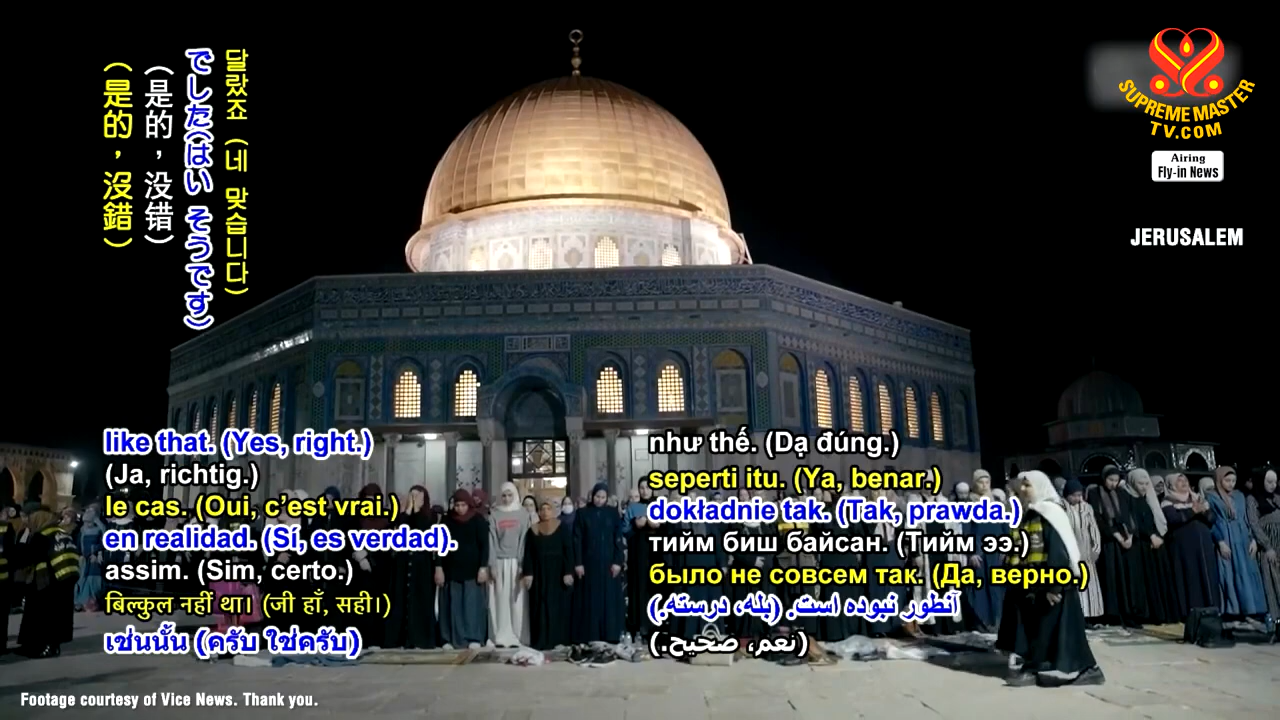 달랐죠 (네 맞습니다)
でした(はい そうです)
(是的,没错)
(是的,沒錯)
SUPREME MASTER
TV.COM
Airing
Fly-in News
JERUSALEM
like that. (Yes, right.)
(Ja, richtig.)
le cas. (Oui, c’est vrai.)
en realidad. (Sí, es verdad).
assim. (Sim, certo.)
बिल्कुल नहीं था। (जी हाँ, सही।)
เช่นนั้น (ครับ ใช่ครับ)
như thế. (Dạ đúng.)
seperti itu. (Ya, benar.)
dokładnie tak. (Tak, prawda.)
тийм биш байсан. (Тийм ээ.)
было не совсем так. (Да, верно.)
آنطور نبوده است. (بله، درسته.)
(نعم، صحيح.)
Footage courtesy of Vice News. Thank you.